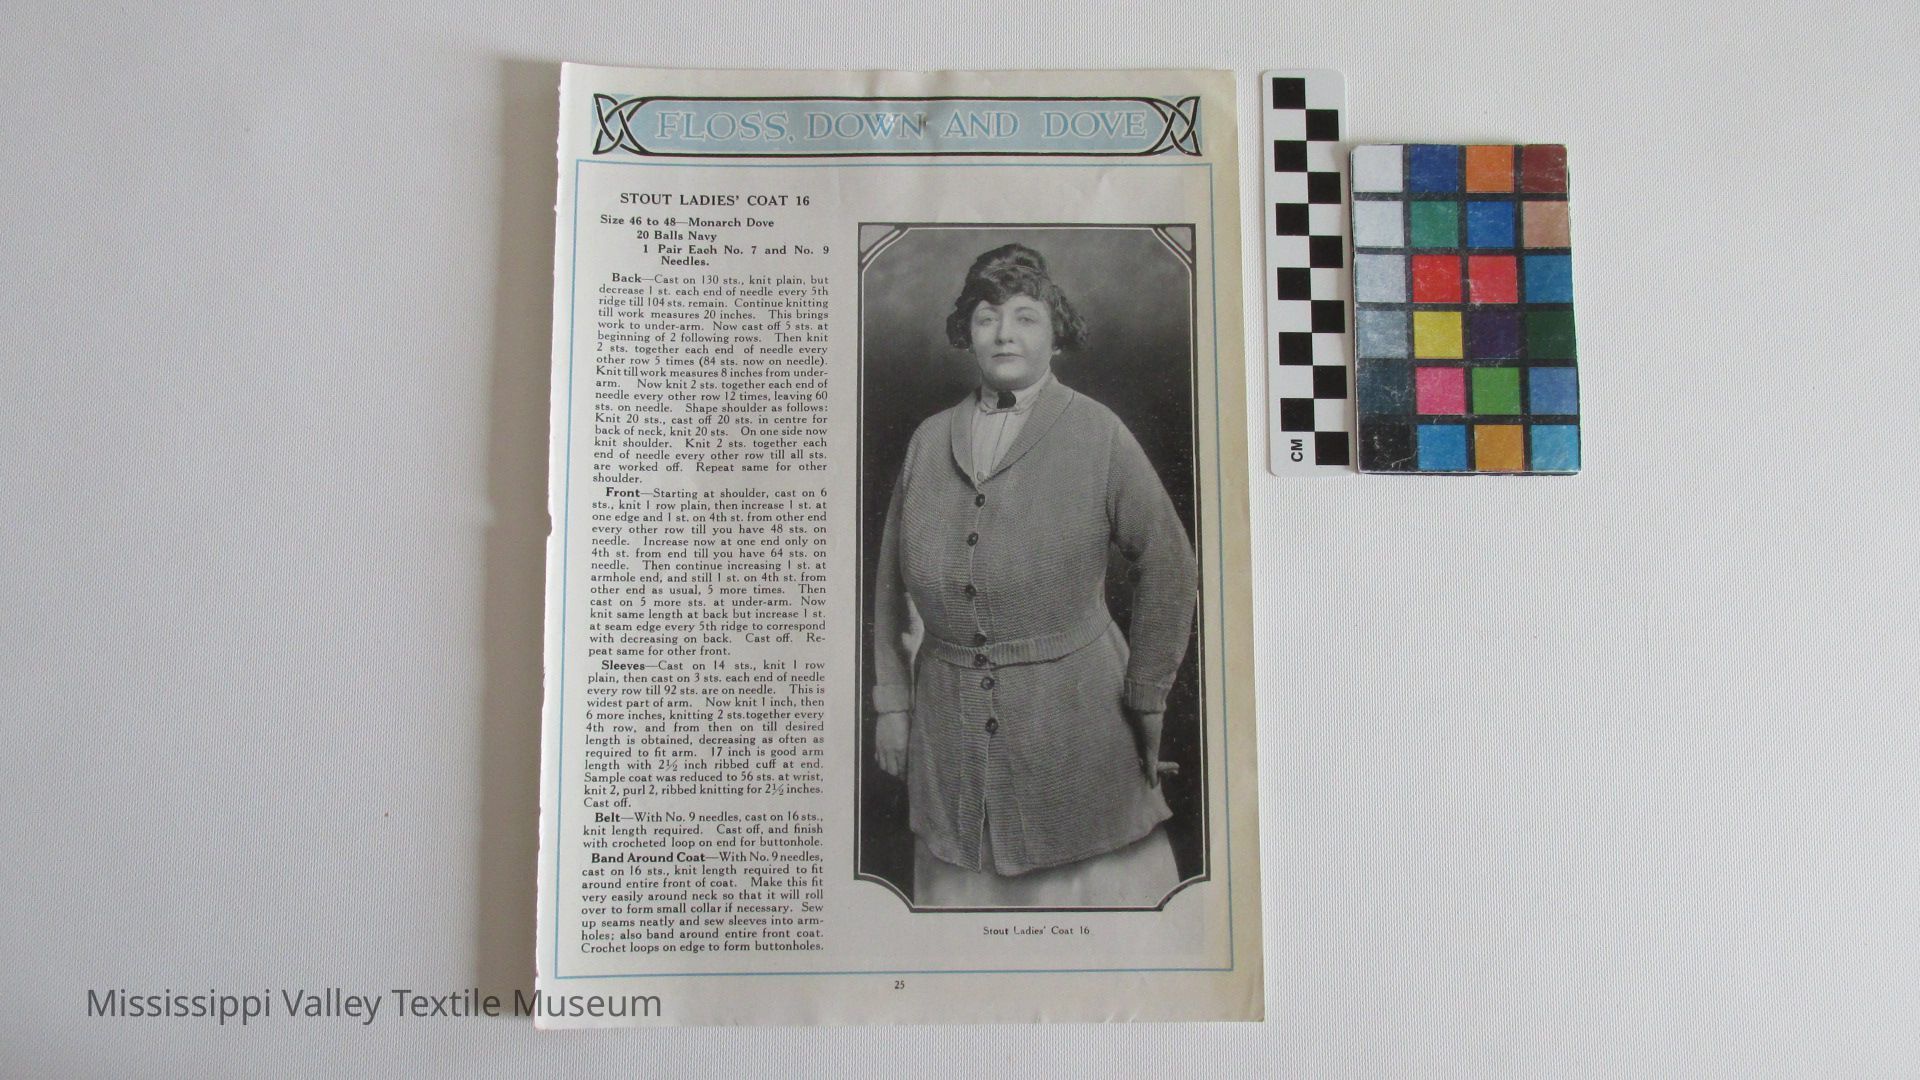 FLOSS, DOWN AND DOVE
STOUT LADIES' COAT 16
Size 46 to 48—Monarch Dove
20 Balls Navy
1 Pair Each No. 7 and No. 9
Needles.
Back—Cast on 130 sts., knit plain, but
decrease 1 st. each end of needle every 5th
ridge till 104 sts. remain. Continue knitting
till work measures 20 inches. This brings
work to under-arm. Now cast off 5 sts. at
beginning of 2 following rows. Then knit
2 sts. together each end of needle every
other row 5 times (84 sts. now on needle).
Knit till work measures 8 inches from under-
arm. Now knit 2 sts. together each end of
needle every other row 12 times, leaving 60
sts. on needle. Shape shoulder as follows:
Knit 20 sts., cast off 20 sts. in centre for
back of neck, knit 20 sts. On one side now
knit shoulder. Knit 2 sts. together each
end of needle every other row till all sts.
are worked off. Repeat same for other
shoulder.
Front—Starting at shoulder, cast on 6
sts., knit 1 row plain, then increase 1 st. at
one edge and 1 st. on 4th st. from other end
every other row till you have 48 sts. on
needle. Increase now at one end only on
4th st. from end till you have 64 sts. on
needle. Then continue increasing 1 st. at
armhole end, and still 1 st. on 4th st. from
other end as usual, 5 more times. Then
cast on 5 more sts. at under-arm. Now
knit same length at back but increase 1 st.
at seam edge every 5th ridge to correspond
with decreasing on back. Cast off. Re-
peat same for other front.
Sleeves—Cast on 14 sts., knit 1 row
plain, then cast on 3 sts. each end of needle
every row till 92 sts. are on needle. This is
widest part of arm. Now knit 1 inch, then
6 more inches, knitting 2 sts. together every
4th row, and from then on till desired
length is obtained, decreasing as often as
required to fit arm. 17 inch is good arm
length with 2½ inch ribbed cuff at end.
Sample coat was reduced to 56 sts. at wrist,
knit 2, purl 2, ribbed knitting for 2½ inches.
Cast off.
Belt—With No. 9 needles, cast on 16 sts.,
knit length required. Cast off, and finish
with crocheted loop on end for buttonhole.
Band Around Coat—With No. 9 needles,
cast on 16 sts., knit length required to fit
around entire front of coat. Make this fit
very easily around neck so that it will roll
over to form small collar if necessary. Sew
up seams neatly and sew sleeves into arm-
holes; also band around entire front coat.
Crochet loops on edge to form buttonholes.
Stout Ladies' Coat 16
25
CM
Mississippi Valley Textile Museum